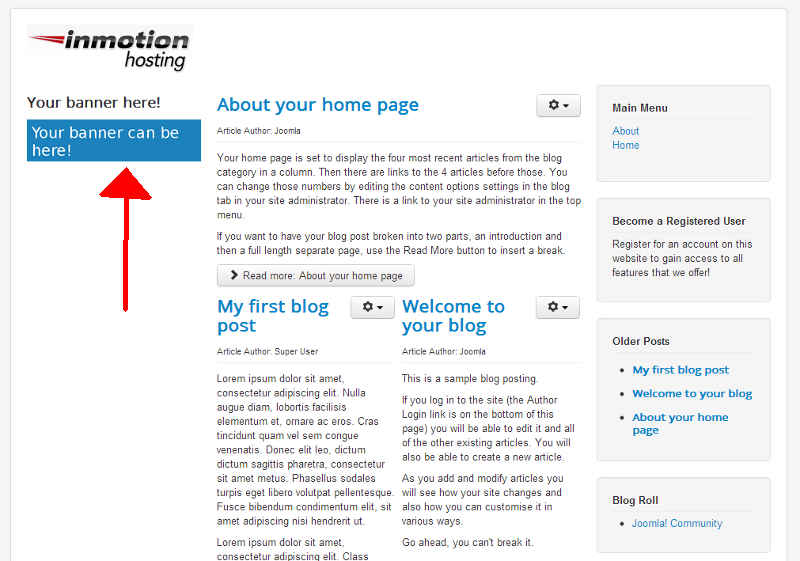 inmotion
hosting
Your banner here!
Your banner can be
here!
About your home page
Article Author: Joomla
Your home page is set to display the four most recent articles from the blog
category in a column. Then there are links to the 4 articles before those. You
can change those numbers by editing the content options settings in the blog
tab in your site administrator. There is a link to your site administrator in the top
menu.
If you want to have your blog post broken into two parts, an introduction and
then a full length separate page, use the Read More button to insert a break.
Read more: About your home page
My first blog
post
Article Author: Super User
Lorem ipsum dolor sit amet,
consectetur adipiscing elit. Nulla
augue diam, lobortis facilisis
elementum et, ornare ac eros. Cras
tincidunt quam vel sem congue
venenatis. Donec elit leo, dictum
dictum sagittis pharetra, consectetur
sit amet metus. Phasellus sodales
turpis eget libero volutpat pellentesque.
Fusce bibendum condimentum elit, sit
amet adipiscing nisi hendrerit ut.
Lorem ipsum dolor sit amet,
consectetur adipiscing elit. Class
Welcome to
your blog
Article Author: Joomla
This is a sample blog posting.
If you log in to the site (the Author
Login link is on the bottom of this
page) you will be able to edit it and all
of the other existing articles. You will
also be able to create a new article.
As you add and modify articles you
will see how your site changes and
also how you can customise it in
various ways.
Go ahead, you can't break it.
Main Menu
About
Home
Become a Registered User
Register for an account on this
website to gain access to all
features that we offer!
Older Posts
My first blog post
Welcome to your blog
About your home
page
Blog Roll
Joomla! Community